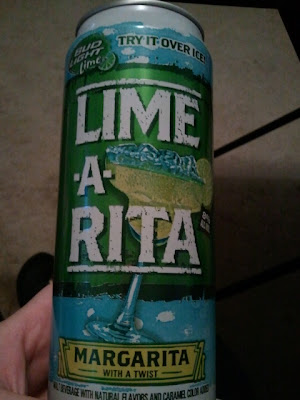 BUD
LIGHT
Lime
TRY IT OVER ICE!
LIME
-A-
RITA
MARGARITA
WITH A TWIST
MALT BEVERAGE WITH NATURAL FLAVORS AND CARAMEL COLOR ADDED